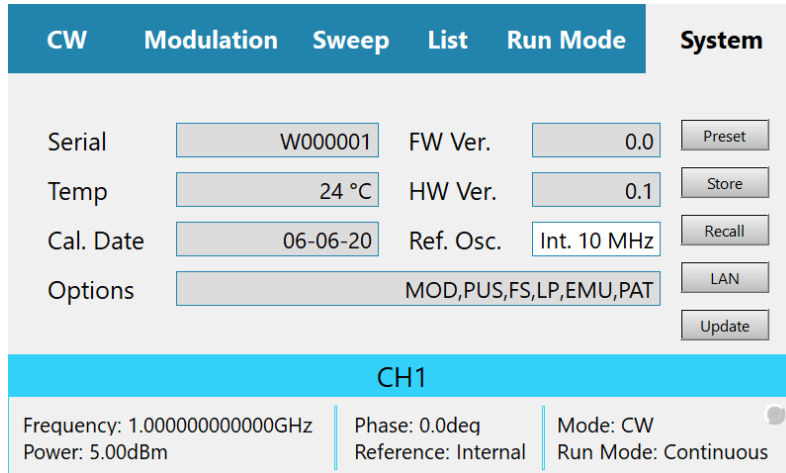 CW Modulation Sweep List Run Mode System
Serial W000001 FW Ver. 0.0 Preset
Temp 24 °C HW Ver. 0.1 Store
Cal. Date 06-06-20 Ref. Osc. Int. 10 MHz Recall
Options MOD,PUS,FS,LP,EMU,PAT LAN
Update
CH1
Frequency: 1.000000000000GHz Phase: 0.0deg Mode: CW
Power: 5.00dBm Reference: Internal Run Mode: Continuous